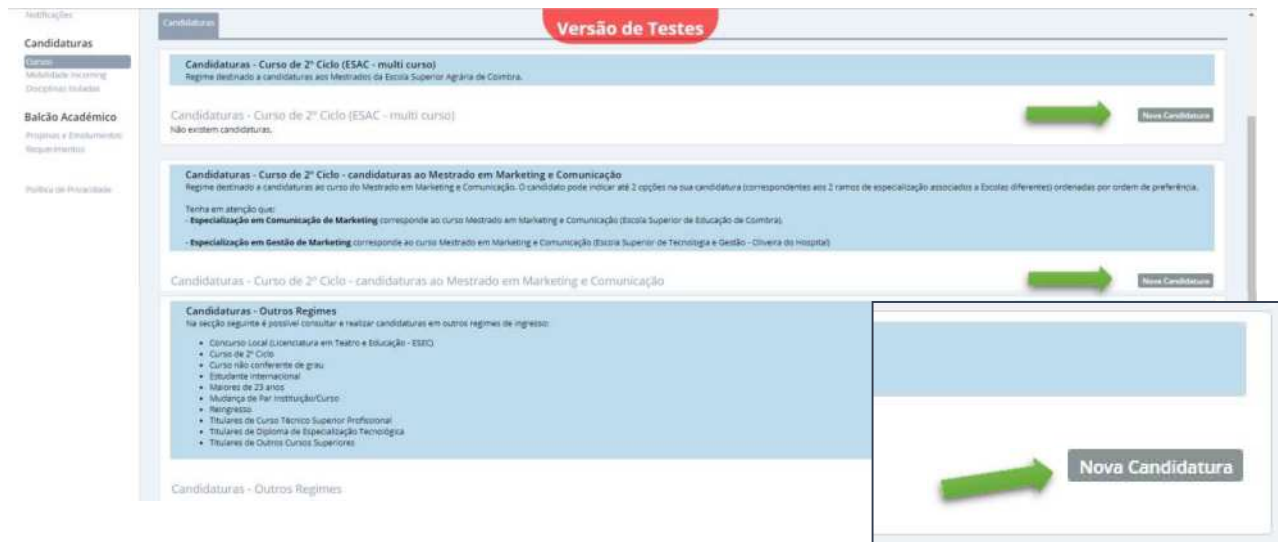 Notificações
Candidaturas
Cursos
Mobilidade Incoming
Disciplinas Isoladas
Balcão Académico
Propinas e Emolumentos
Requerimentos
Política de Privacidade
Candidaturas
Versão de Testes
Candidaturas - Curso de 2º Ciclo (ESAC - multi curso)
Regime destinado a candidaturas aos Mestrados da Escola Superior Agrária de Coimbra.
Candidaturas - Curso de 2º Ciclo (ESAC - multi curso)
Nova Candidatura
Não existem candidaturas.
Candidaturas - Curso de 2º Ciclo - candidaturas ao Mestrado em Marketing e Comunicação
Regime destinado a candidaturas ao curso do Mestrado em Marketing e Comunicação. O candidato pode indicar até 2 opções na sua candidatura (correspondentes aos 2 ramos de especialização associados a Escolas diferentes) ordenadas por ordem de preferência.
Tenha em atenção que:
- Especialização em Comunicação de Marketing corresponde ao curso Mestrado em Marketing e Comunicação (Escola Superior de Educação de Coimbra).
- Especialização em Gestão de Marketing corresponde ao curso Mestrado em Marketing e Comunicação (Escola Superior de Tecnologia e Gestão - Oliveira do Hospital)
Candidaturas - Curso de 2º Ciclo - candidaturas ao Mestrado em Marketing e Comunicação
Nova Candidatura
Candidaturas - Outros Regimes
Na secção seguinte é possível consultar e realizar candidaturas em outros regimes de ingresso:
• Concurso Local (Licenciatura em Teatro e Educação - ESEC)
• Curso de 2º Ciclo
• Curso não conferente de grau
• Estudante Internacional
• Maiores de 23 anos
• Mudança de Par Instituição/Curso
• Reingresso
• Titulares de Curso Técnico Superior Profissional
• Titulares de Diploma de Especialização Tecnológica
• Titulares de Outros Cursos Superiores
Candidaturas - Outros Regimes
Nova Candidatura